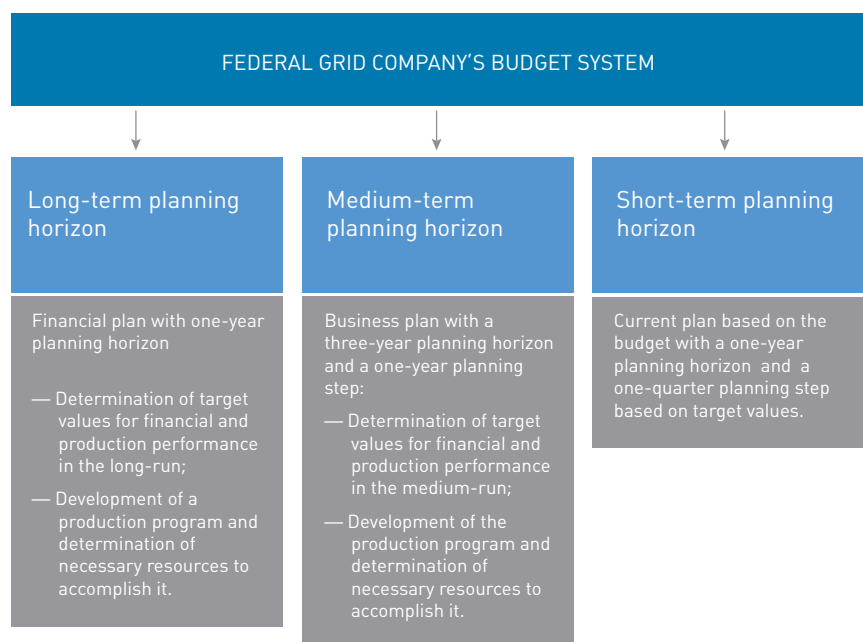 FEDERAL GRID COMPANY'S BUDGET SYSTEM
Long-term planning
horizon
Financial plan with one-year
planning horizon
— Determination of target
values for financial and
production performance
in the long-run;
— Development of a
production program and
determination of
necessary resources to
accomplish it.
Medium-term
planning horizon
Business plan with a
three-year planning horizon
and a one-year planning
step:
— Determination of target
values for financial and
production performance
in the medium-run;
— Development of the
production program and
determination of
necessary resources to
accomplish it.
Short-term planning
horizon
Current plan based on the
budget with a one-year
planning horizon and a
one-quarter planning step
based on target values.